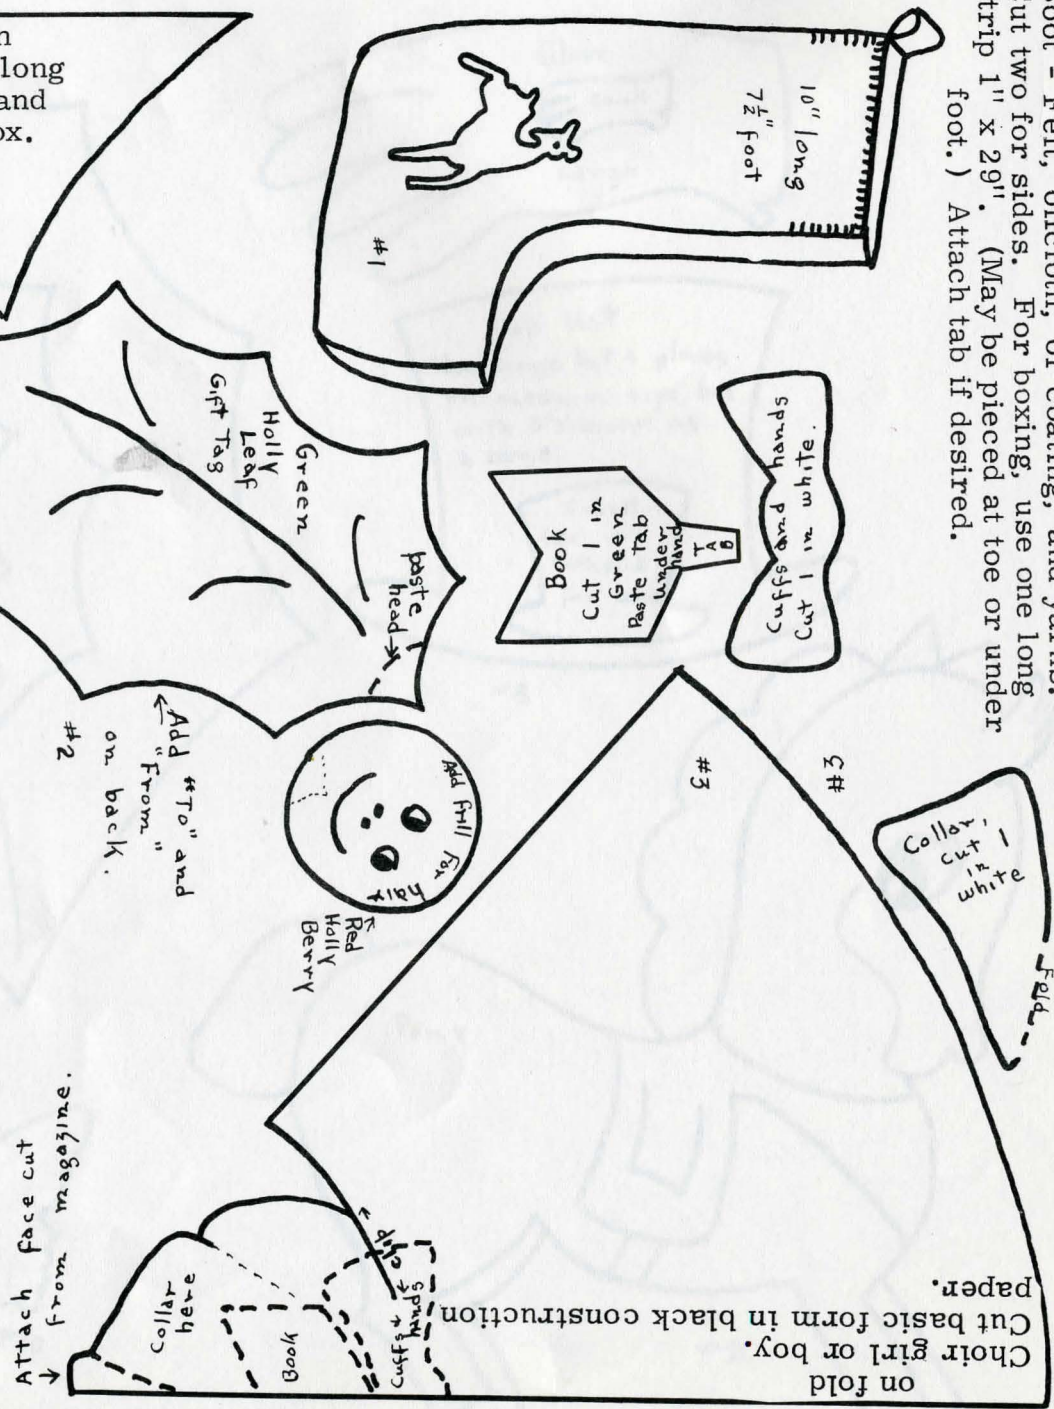 oot - Felt, oilcloth, or coating, and yarns.
ut two for sides. For boxing, use one long
trip 1" x 29". (May be pieced at toe or under
foot.) Attach tab if desired.
long
and
ox.
10" long
7½" foot
#1
Cuffs and hands
Cut 1 in white.
TAB
Book
Cut 1 in
Green
Paste tab
under
hand
Green
Holly
Leaf
Gift Tag
paste
head
Add "To" and
"From"
on back.
#2
Add frill for
hair
Red
Holly
Berry
#3
#3
Collar, -
cut
in
white
Fold
on fold
Choir girl or boy.
Cut basic form in black construction
paper.
slip
Cuffs &
hands
Book
Collar
here
Attach face cut
from magazine.